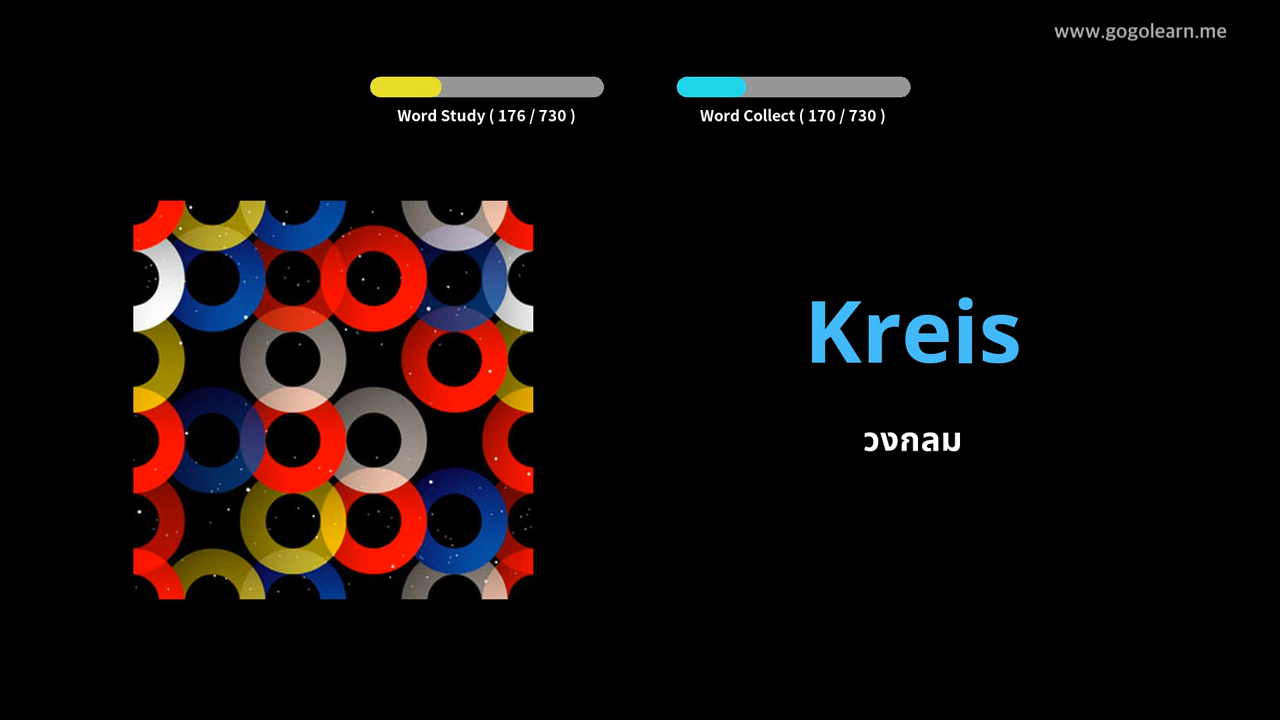 www.gogolearn.me
Word Study ( 176 / 730 )
Word Collect ( 170 / 730 )
Kreis
วงกลม